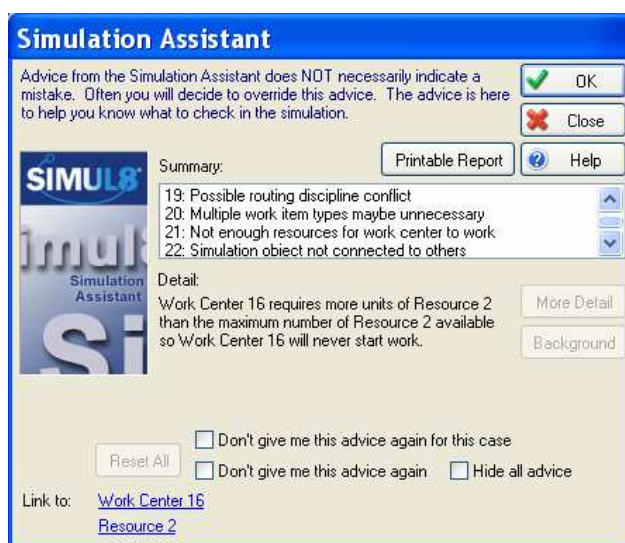 Simulation Assistant
Advice from the Simulation Assistant does NOT necessarily indicate a
mistake. Often you will decide to override this advice. The advice is here
to help you know what to check in the simulation.
OK
Close
Help
Printable Report
SIMUL8
imul
Simulation
Assistant
Si
Summary:
19: Possible routing discipline conflict
20: Multiple work item types maybe unnecessary
21: Not enough resources for work center to work
22: Simulation object not connected to others
Detail:
Work Center 16 requires more units of Resource 2
than the maximum number of Resource 2 available
so Work Center 16 will never start work.
More Detail
Background
Don't give me this advice again for this case
Reset All
Don't give me this advice again
Hide all advice
Link to:
Work Center 16
Resource 2